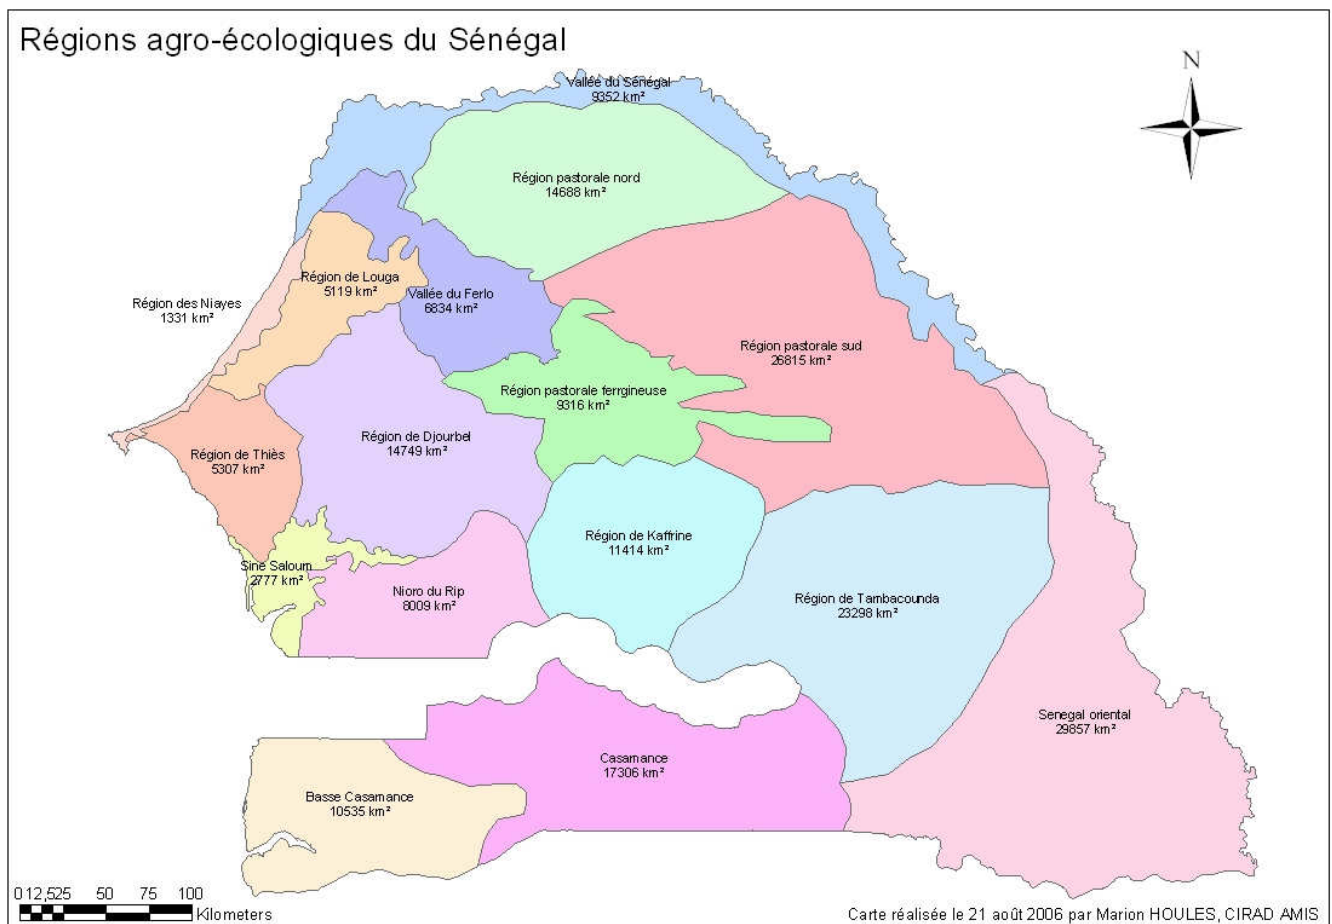 Régions agro-écologiques du Sénégal
N
Vallée du Sénégal
9352 km²
Région pastorale nord
14688 km²
Région de Louga
5119 km²
Région des Niayes
1331 km²
Vallée du Ferlo
6834 km²
Région pastorale sud
26815 km²
Région pastorale ferrgineuse
9316 km²
Région de Djourbel
14749 km²
Région de Thiès
5307 km²
Région de Kaffrine
11414 km²
Sine Saloum
2777 km²
Nioro du Rip
8009 km²
Région de Tambacounda
23298 km²
Senégal oriental
29857 km²
Casamance
17306 km²
Basse Casamance
10535 km²
0 12,5 25 50 75 100
Kilometers
Carte réalisée le 21 août 2006 par Marion HOULES, CIRAD AMIS